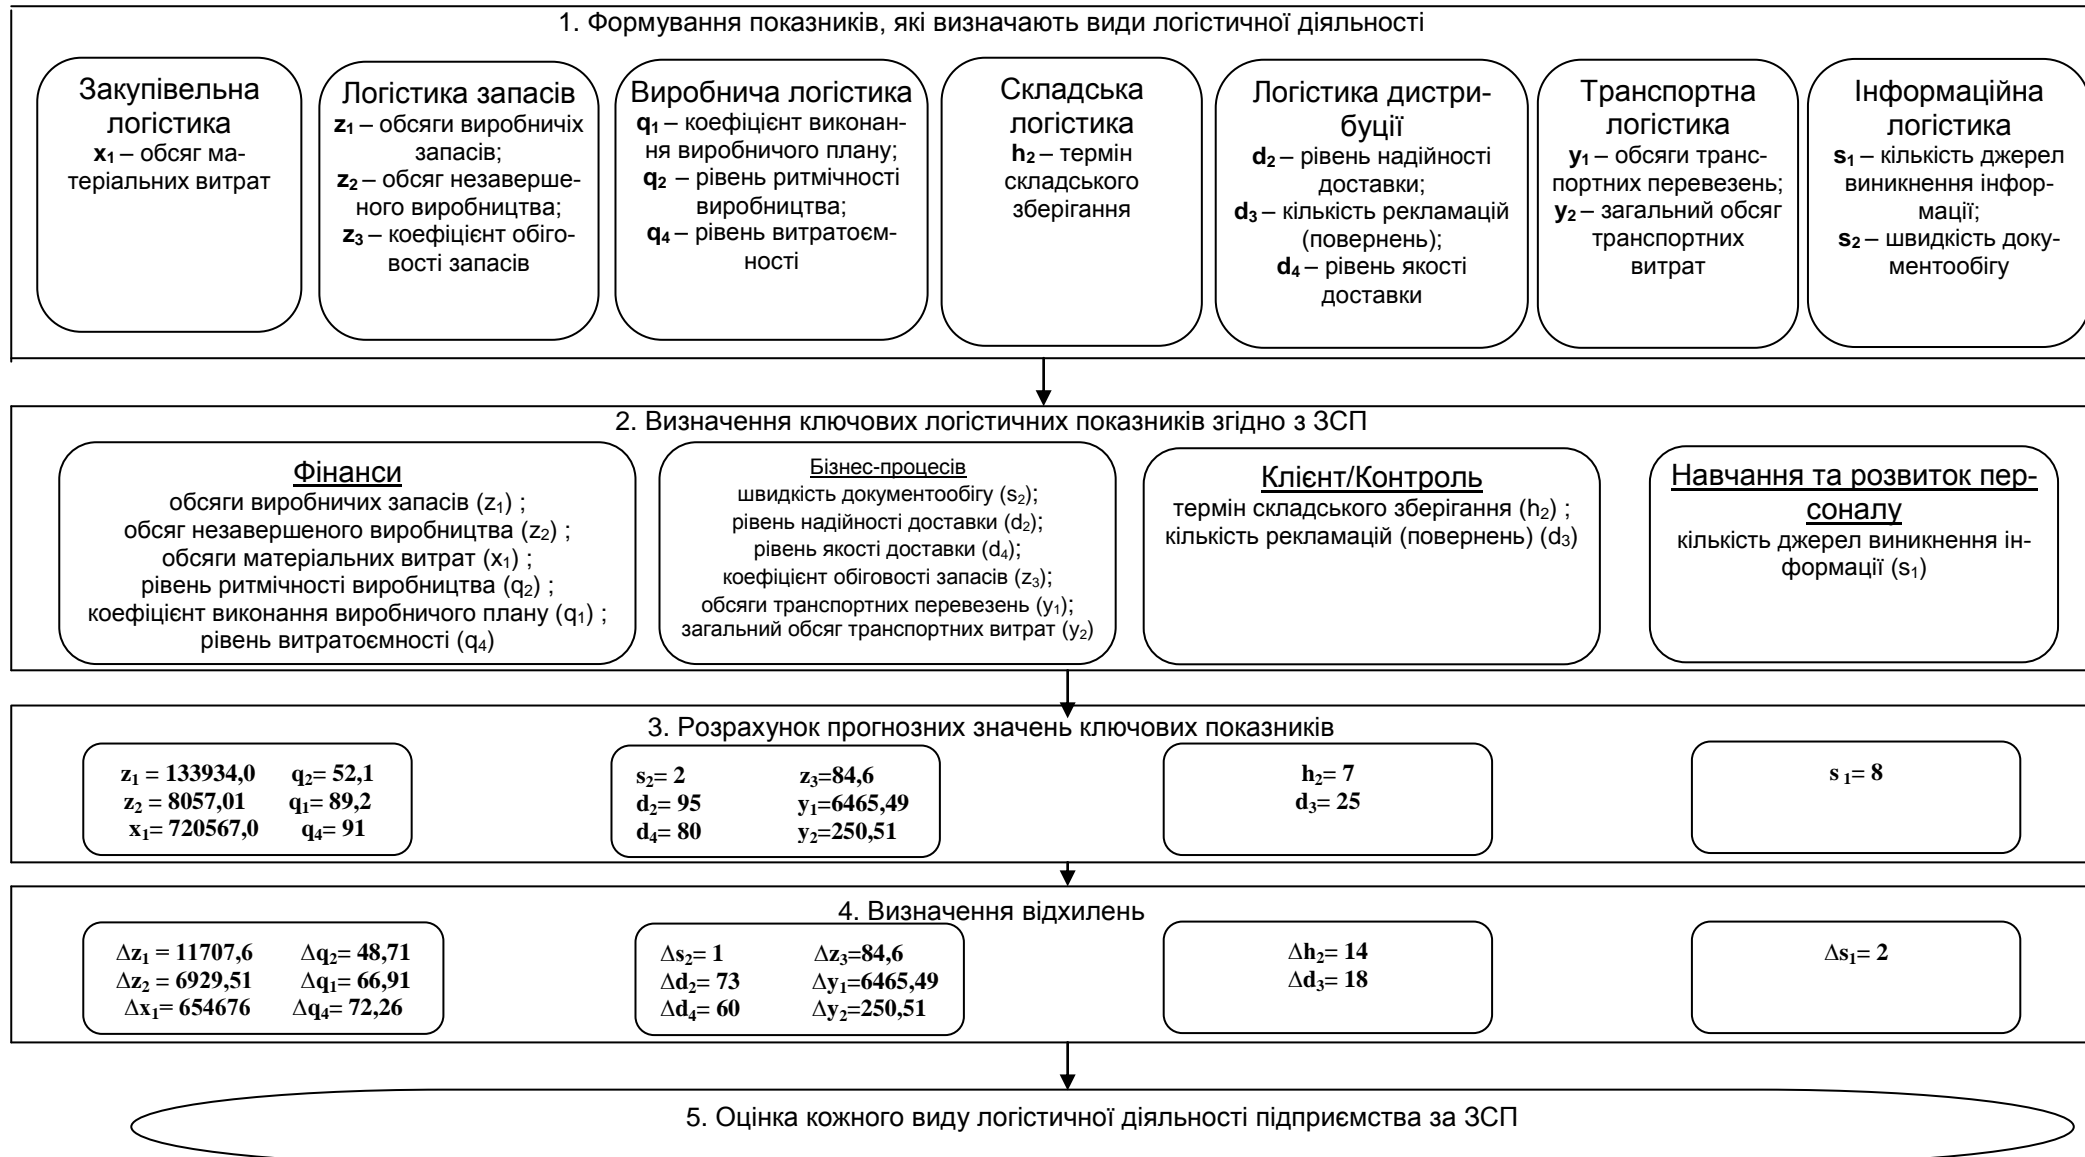 1. Формування показників, які визначають види логістичної діяльності
Закупівельна
логістика
x₁ – обсяг ма-
теріальних витрат
Логістика запасів
z₁ – обсяги виробничіх
запасів;
z₂ – обсяг незаверше-
ного виробництва;
z₃ – коефіцієнт обіго-
вості запасів
Виробнича логістика
q₁ – коефіцієнт виконан-
ня виробничого плану;
q₂ – рівень ритмічності
виробництва;
q₄ – рівень витратоєм-
ності
Складська
логістика
h₂ – термін
складського
зберігання
Логістика дистри-
буції
d₂ – рівень надійності
доставки;
d₃ – кількість рекламацій
(повернень);
d₄ – рівень якості
доставки
Транспортна
логістика
y₁ – обсяги транс-
портних перевезень;
y₂ – загальний обсяг
транспортних
витрат
Інформаційна
логістика
s₁ – кількість джерел
виникнення інфор-
мації;
s₂ – швидкість доку-
ментообігу
2. Визначення ключових логістичних показників згідно з ЗСП
Фінанси
обсяги виробничих запасів (z₁) ;
обсяг незавершеного виробництва (z₂) ;
обсяги матеріальних витрат (x₁) ;
рівень ритмічності виробництва (q₂) ;
коефіцієнт виконання виробничого плану (q₁) ;
рівень витратоємності (q₄)
Бізнес-процесів
швидкість документообігу (s₂);
рівень надійності доставки (d₂);
рівень якості доставки (d₄);
коефіцієнт обіговості запасів (z₃);
обсяги транспортних перевезень (y₁);
загальний обсяг транспортних витрат (y₂)
Клієнт/Контроль
термін складського зберігання (h₂) ;
кількість рекламацій (повернень) (d₃)
Навчання та розвиток пер-
соналу
кількість джерел виникнення ін-
формації (s₁)
3. Розрахунок прогнозних значень ключових показників
z₁ = 133934,0 q₂= 52,1
z₂ = 8057,01 q₁= 89,2
x₁= 720567,0 q₄= 91
s₂= 2 z₃=84,6
d₂= 95 y₁=6465,49
d₄= 80 y₂=250,51
h₂= 7
d₃= 25
s ₁= 8
4. Визначення відхилень
Δz₁ = 11707,6 Δq₂= 48,71
Δz₂ = 6929,51 Δq₁= 66,91
Δx₁= 654676 Δq₄= 72,26
Δs₂= 1 Δz₃=84,6
Δd₂= 73 Δy₁=6465,49
Δd₄= 60 Δy₂=250,51
Δh₂= 14
Δd₃= 18
Δs₁= 2
5. Оцінка кожного виду логістичної діяльності підприємства за ЗСП